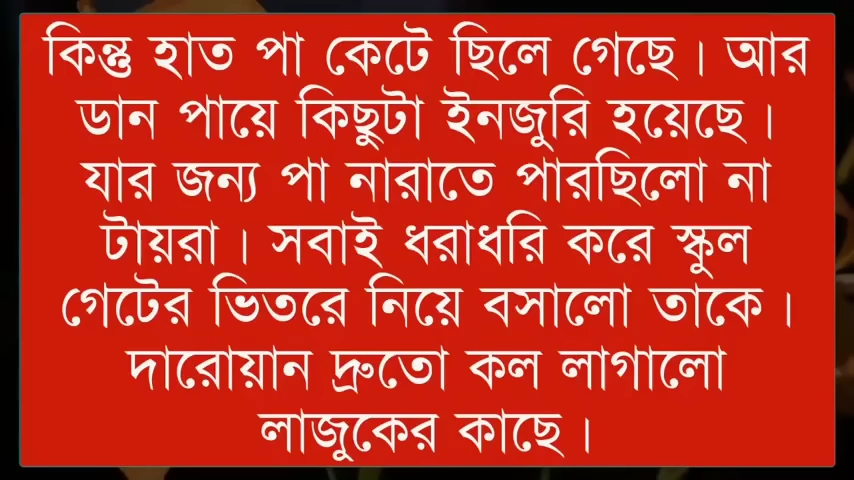 কিন্তু হাত পা কেটে ছিলে গেছে। আর
ডান পায়ে কিছুটা ইনজুরি হয়েছে।
যার জন্য পা নারাতে পারছিলো না
টায়রা। সবাই ধরাধরি করে স্কুল
গেটের ভিতরে নিয়ে বসালো তাকে।
দারোয়ান দ্রুতো কল লাগালো
লাজুকের কাছে।